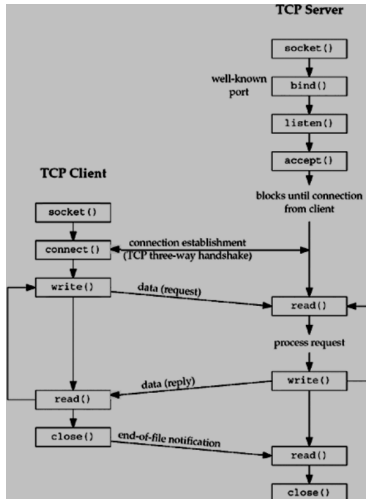 TCP Server
socket()
well-known
port
bind()
listen()
accept()
blocks until connection
from client
TCP Client
socket()
connect()
connection establishment
(TCP three-way handshake)
write()
data (request)
read()
process request
write()
data (reply)
read()
close()
end-of-file notification
read()
close()